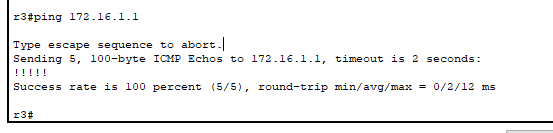 r3#ping 172.16.1.1
Type escape sequence to abort.
Sending 5, 100-byte ICMP Echos to 172.16.1.1, timeout is 2 seconds:
!!!!!
Success rate is 100 percent (5/5), round-trip min/avg/max = 0/2/12 ms
r3#